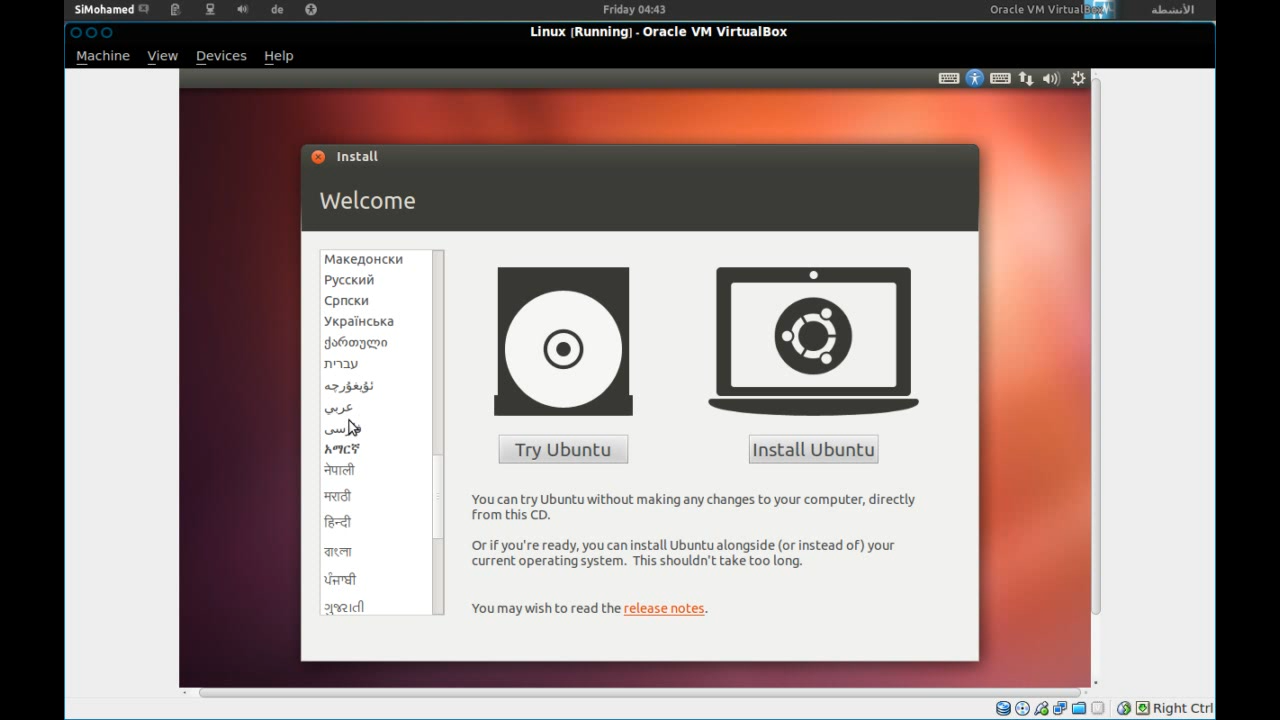 SiMohamed de Friday 04:43 Oracle VM VirtualBox الأنشطة
Linux [Running] - Oracle VM VirtualBox
Machine View Devices Help
Install
Welcome
Македонски
Русский
Српски
Українська
ქართული
עברית
ئۇيغۇرچە
عربي
فارسی
አማርኛ
नेपाली
मराठी
हिन्दी
বাংলা
ਪੰਜਾਬੀ
ગુજરાતી
Try Ubuntu
Install Ubuntu
You can try Ubuntu without making any changes to your computer, directly
from this CD.
Or if you're ready, you can install Ubuntu alongside (or instead of) your
current operating system. This shouldn't take too long.
You may wish to read the release notes.
Right Ctrl